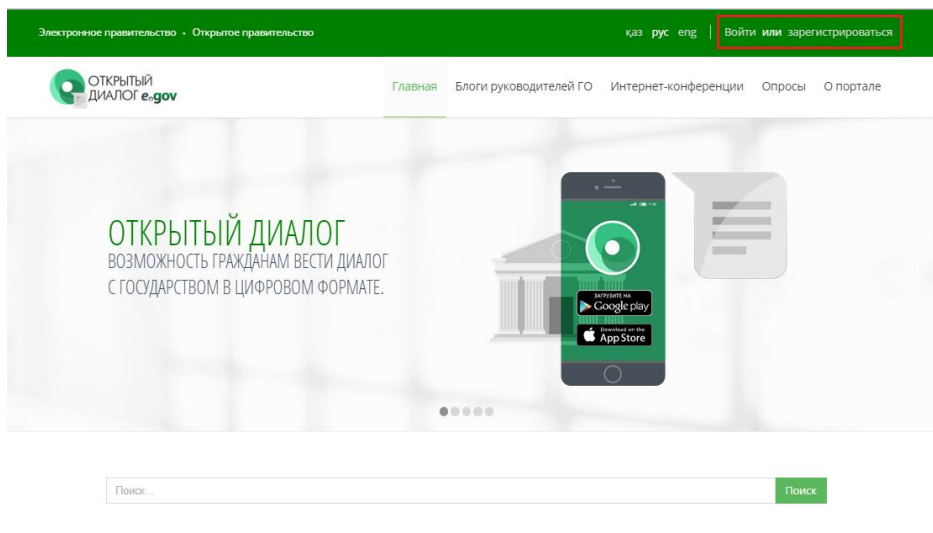 Электронное правительство • Открытое правительство
қаз рус eng | Войти или зарегистрироваться
ОТКРЫТЫЙ
ДИАЛОГ e.gov
Главная Блоги руководителей ГО Интернет-конференции Опросы О портале
ОТКРЫТЫЙ ДИАЛОГ
ВОЗМОЖНОСТЬ ГРАЖДАНАМ ВЕСТИ ДИАЛОГ
С ГОСУДАРСТВОМ В ЦИФРОВОМ ФОРМАТЕ.
ЗАГРУЗИТЕ НА
Google play
Download on the
App Store
Поиск...
Поиск